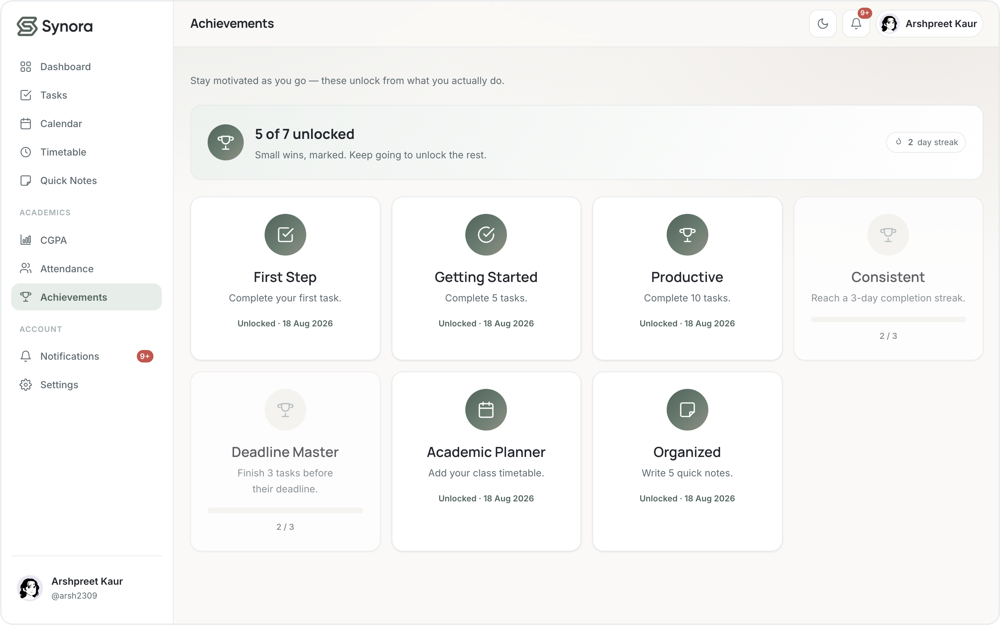 Synora
Dashboard
Tasks
Calendar
Timetable
Quick Notes
ACADEMICS
CGPA
Attendance
Achievements
ACCOUNT
Notifications 9+
Settings
Arshpreet Kaur
@arsh2309
Achievements
9+
Arshpreet Kaur
Stay motivated as you go — these unlock from what you actually do.
5 of 7 unlocked
Small wins, marked. Keep going to unlock the rest.
2 day streak
First Step
Complete your first task.
Unlocked · 18 Aug 2026
Getting Started
Complete 5 tasks.
Unlocked · 18 Aug 2026
Productive
Complete 10 tasks.
Unlocked · 18 Aug 2026
Consistent
Reach a 3-day completion streak.
2 / 3
Deadline Master
Finish 3 tasks before
their deadline.
2 / 3
Academic Planner
Add your class timetable.
Unlocked · 18 Aug 2026
Organized
Write 5 quick notes.
Unlocked · 18 Aug 2026